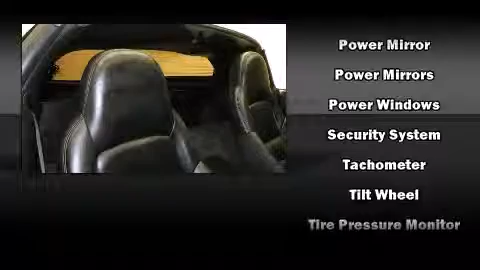 Power Mirror
Power Mirrors
Power Windows
Security System
Tachometer
Tilt Wheel
Tire Pressure Monitor